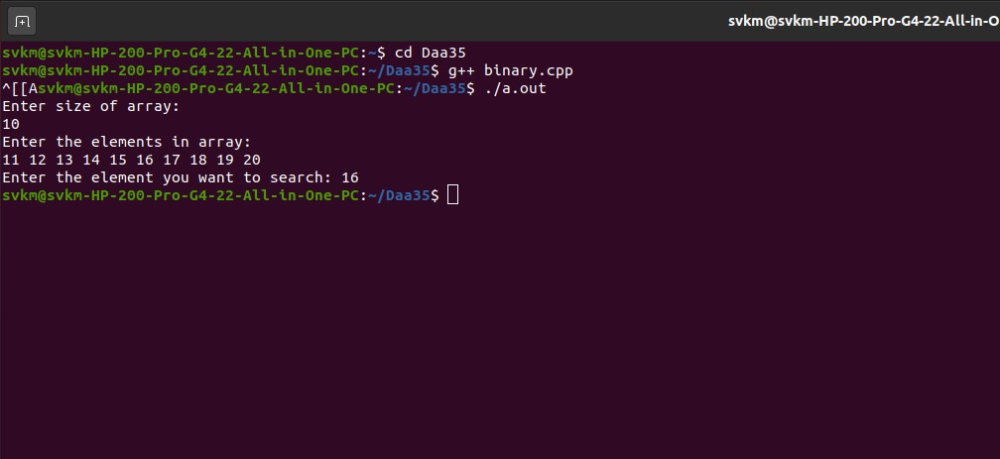 svkm@svkm-HP-200-Pro-G4-22-All-in-O
svkm@svkm-HP-200-Pro-G4-22-All-in-One-PC:~$ cd Daa35
svkm@svkm-HP-200-Pro-G4-22-All-in-One-PC:~/Daa35$ g++ binary.cpp
^[[Asvkm@svkm-HP-200-Pro-G4-22-All-in-One-PC:~/Daa35$ ./a.out
Enter size of array:
10
Enter the elements in array:
11 12 13 14 15 16 17 18 19 20
Enter the element you want to search: 16
svkm@svkm-HP-200-Pro-G4-22-All-in-One-PC:~/Daa35$